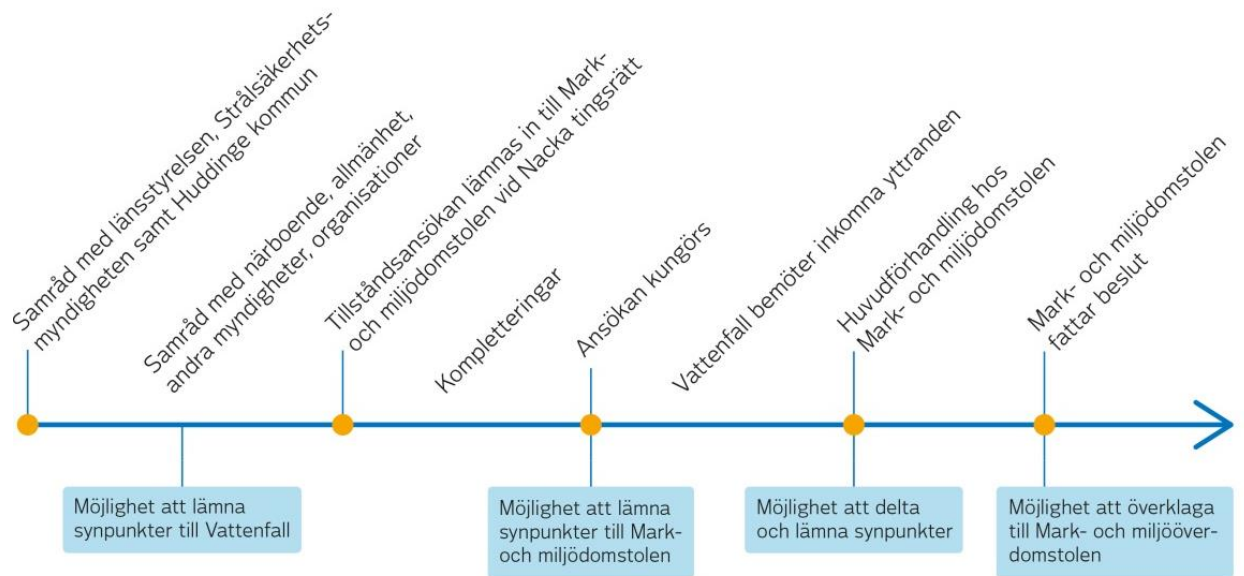 Samråd med länsstyrelsen, Strålsäkerhets-
myndigheten samt Huddinge kommun
Samråd med närboende, allmänhet,
andra myndigheter, organisationer
Tillståndsansökan lämnas in till Mark-
och miljödomstolen vid Nacka tingsrätt
Kompletteringar
Ansökan kungörs
Vattenfall bemöter inkomna yttranden
Huvudförhandling hos
Mark- och miljödomstolen
Mark- och miljödomstolen
fattar beslut
Möjlighet att lämna
synpunkter till Vattenfall
Möjlighet att lämna
synpunkter till Mark-
och miljödomstolen
Möjlighet att delta
och lämna synpunkter
Möjlighet att överklaga
till Mark- och miljööver-
domstolen